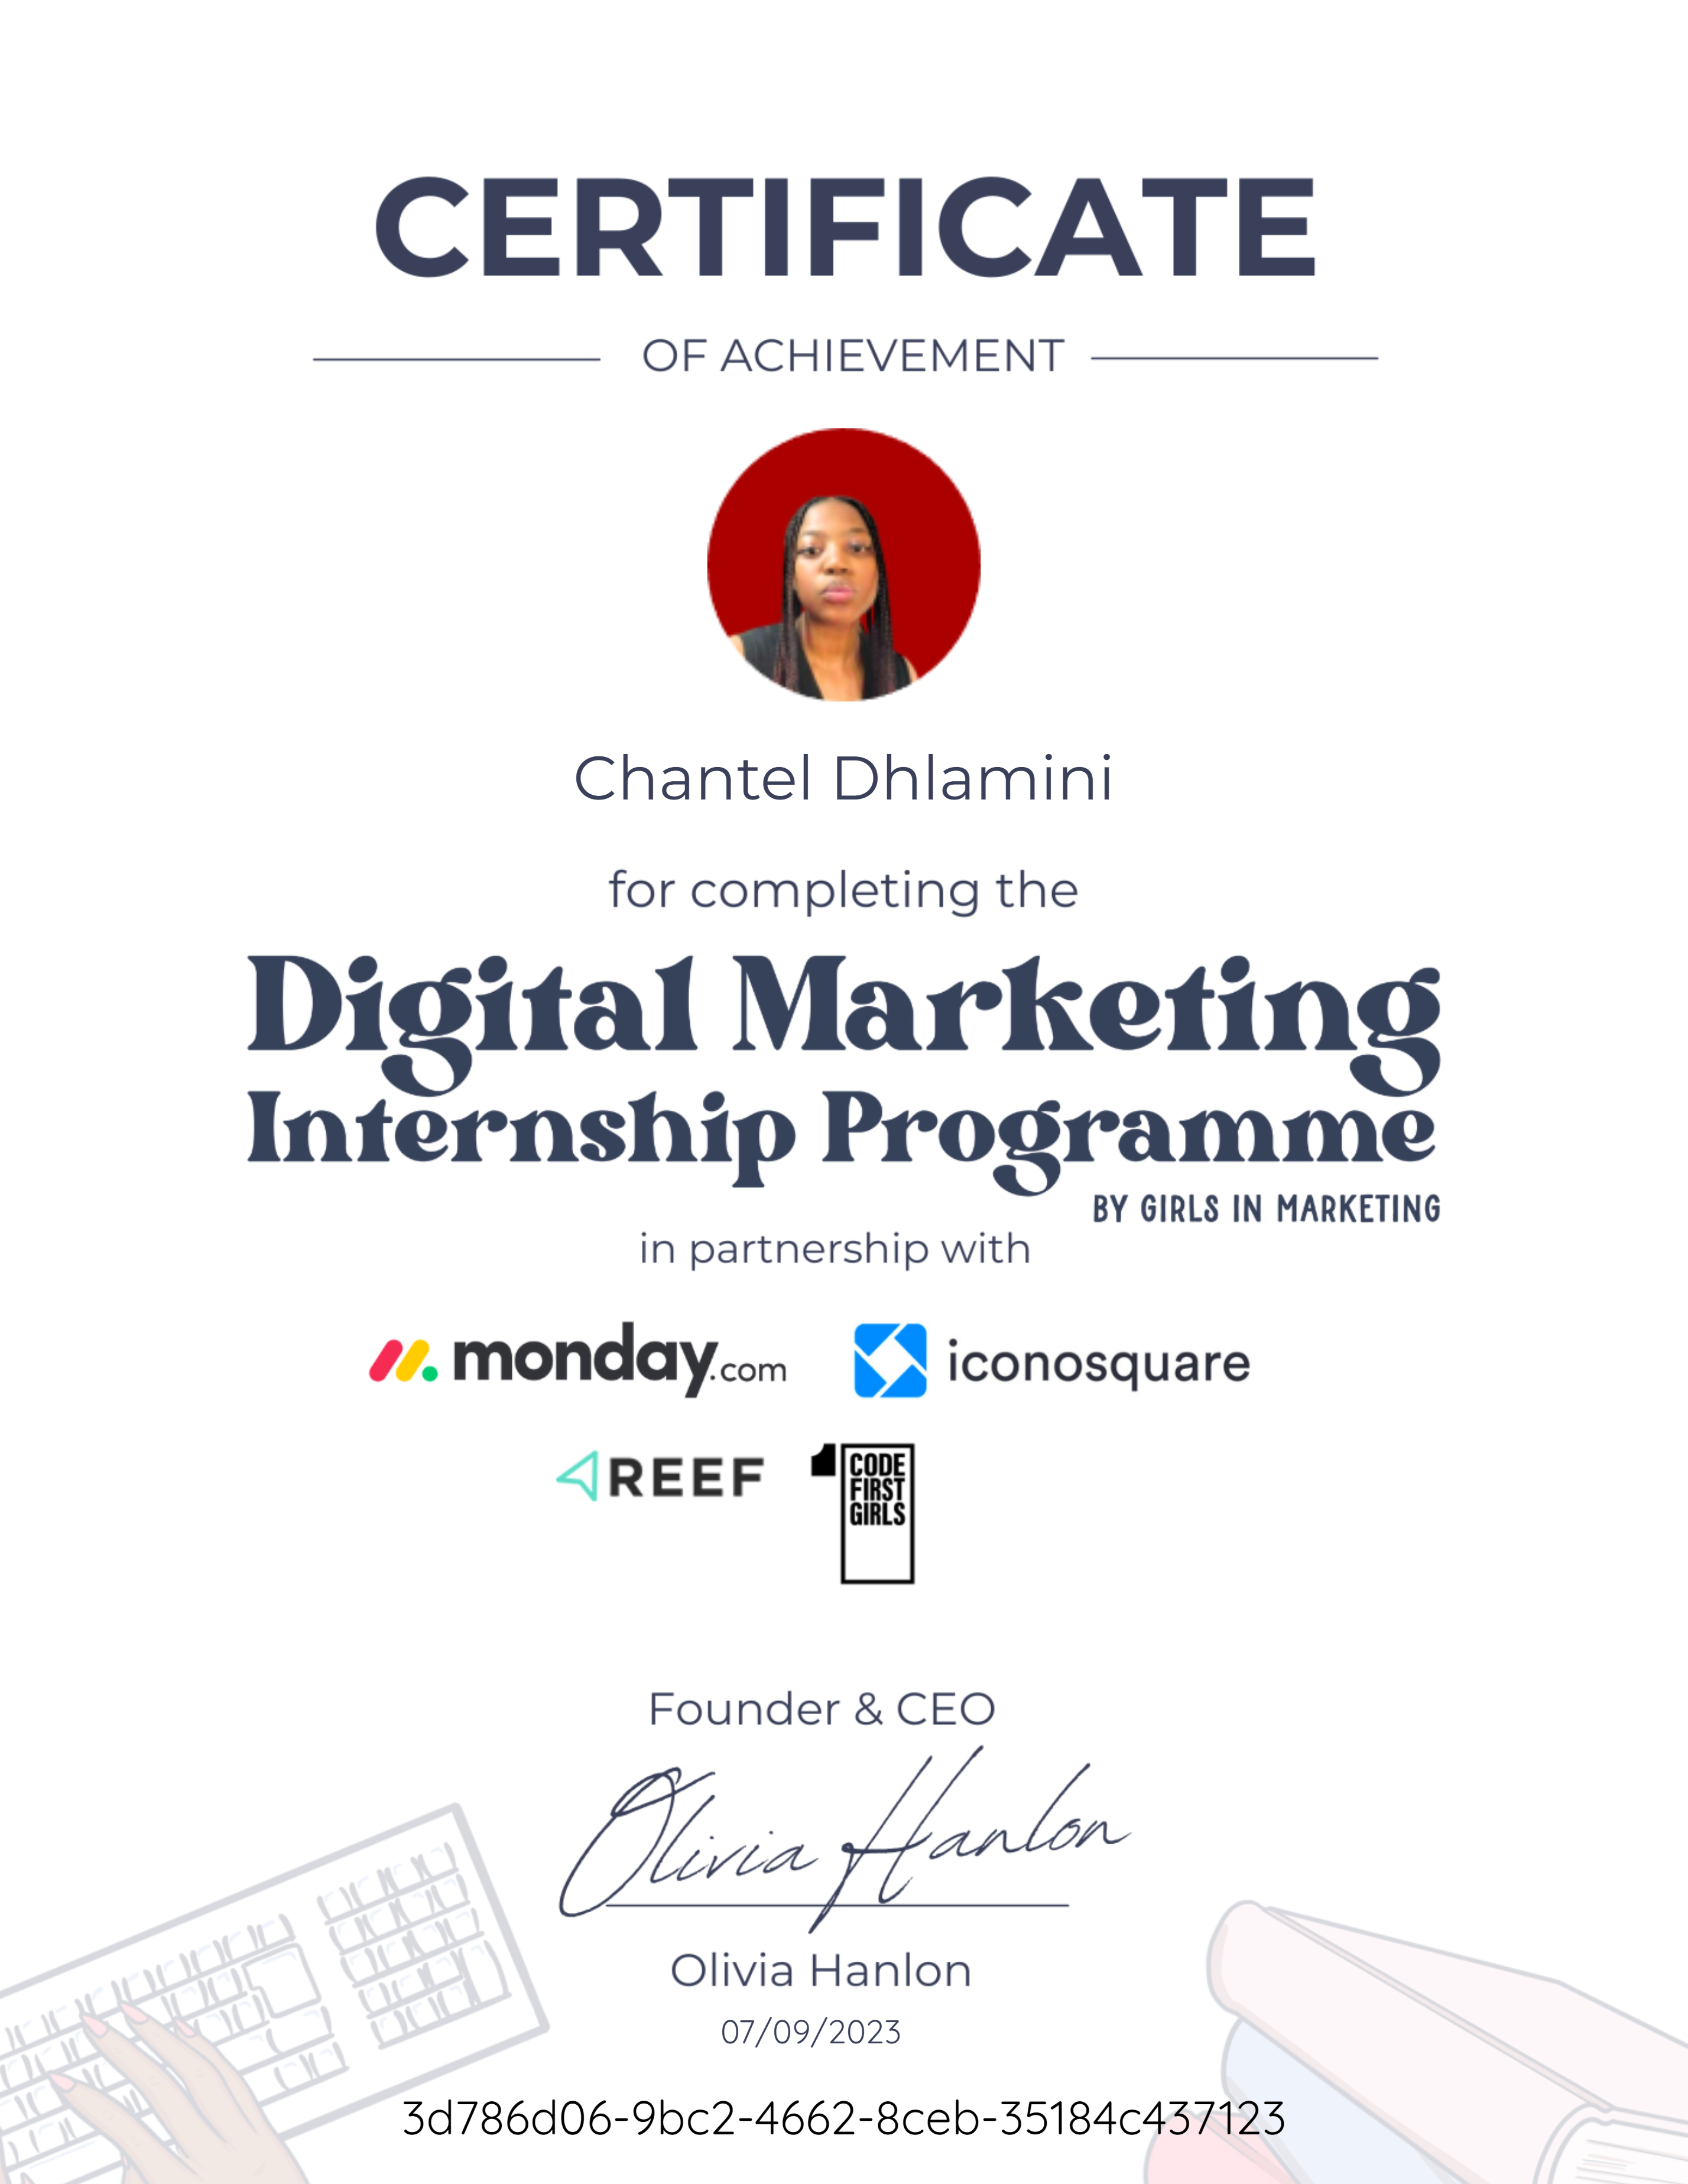 CERTIFICATE
OF ACHIEVEMENT
Chantel Dhlamini
for completing the
Digital Marketing
Internship Programme
BY GIRLS IN MARKETING
in partnership with
monday.com
iconosquare
REEF
1 CODE
FIRST
GIRLS
Founder & CEO
Olivia Hanlon
Olivia Hanlon
07/09/2023
3d786d06-9bc2-4662-8ceb-35184c437123